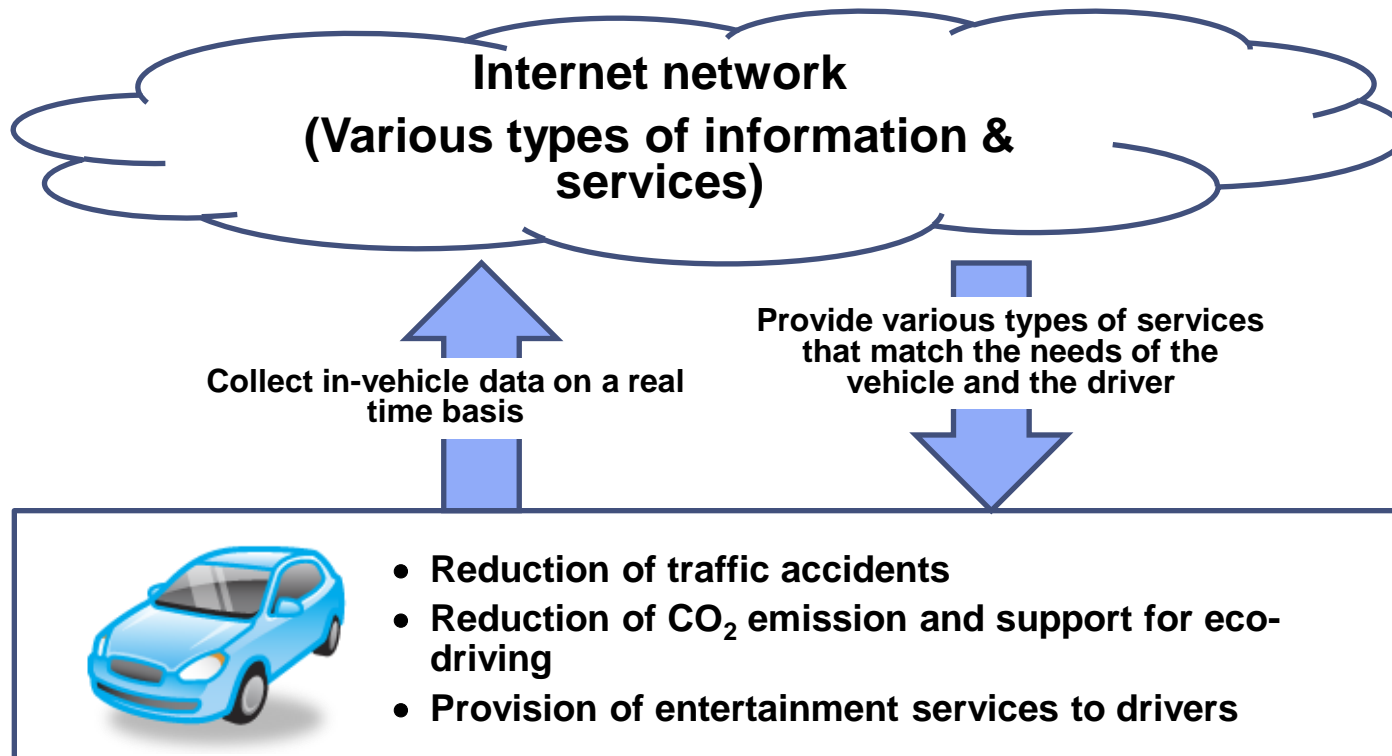 Internet network
(Various types of information &
services)
Collect in-vehicle data on a real
time basis
Provide various types of services
that match the needs of the
vehicle and the driver
• Reduction of traffic accidents
• Reduction of CO₂ emission and support for eco-
driving
• Provision of entertainment services to drivers